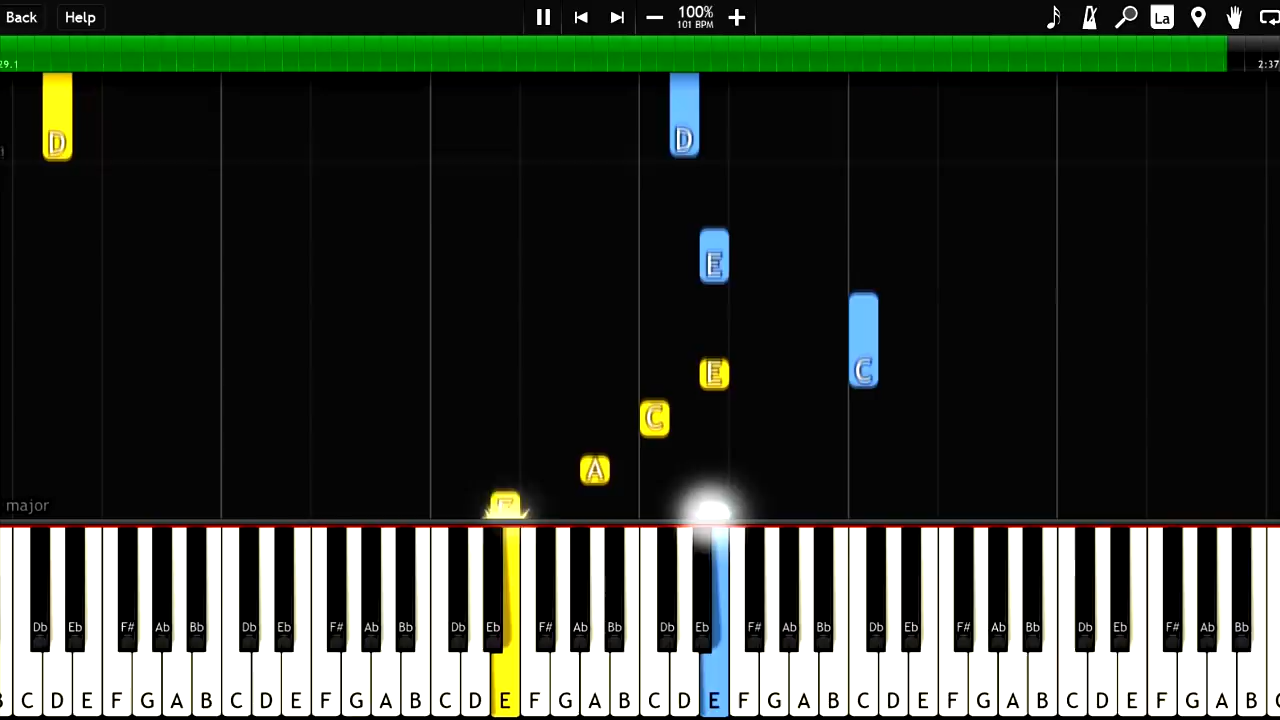 Back Help 100% La
101 BPM
29.1 2:37
D D
E
C
E
C
A
E
major
Db Eb F# Ab Bb Db Eb F# Ab Bb Db Eb F# Ab Bb Db Eb F# Ab Bb Db Eb F# Ab Bb Db Eb F# Ab Bb
B C D E F G A B C D E F G A B C D E F G A B C D E F G A B C D E F G A B C D E F G A B C